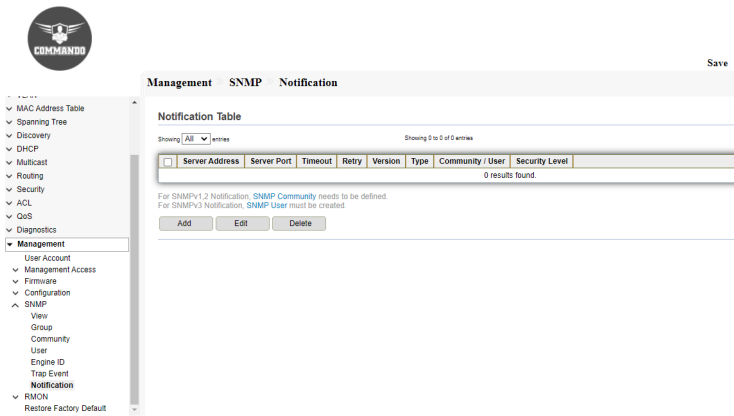 COMMANDO
Save
Management SNMP Notification
VLAN
MAC Address Table
Spanning Tree
Discovery
DHCP
Multicast
Routing
Security
ACL
QoS
Diagnostics
Management
User Account
Management Access
Firmware
Configuration
SNMP
View
Group
Community
User
Engine ID
Trap Event
Notification
RMON
Restore Factory Default
Notification Table
Showing All entries Showing 0 to 0 of 0 entries
Server Address Server Port Timeout Retry Version Type Community / User Security Level
0 results found.
For SNMPv1,2 Notification, SNMP Community needs to be defined.
For SNMPv3 Notification, SNMP User must be created.
Add Edit Delete